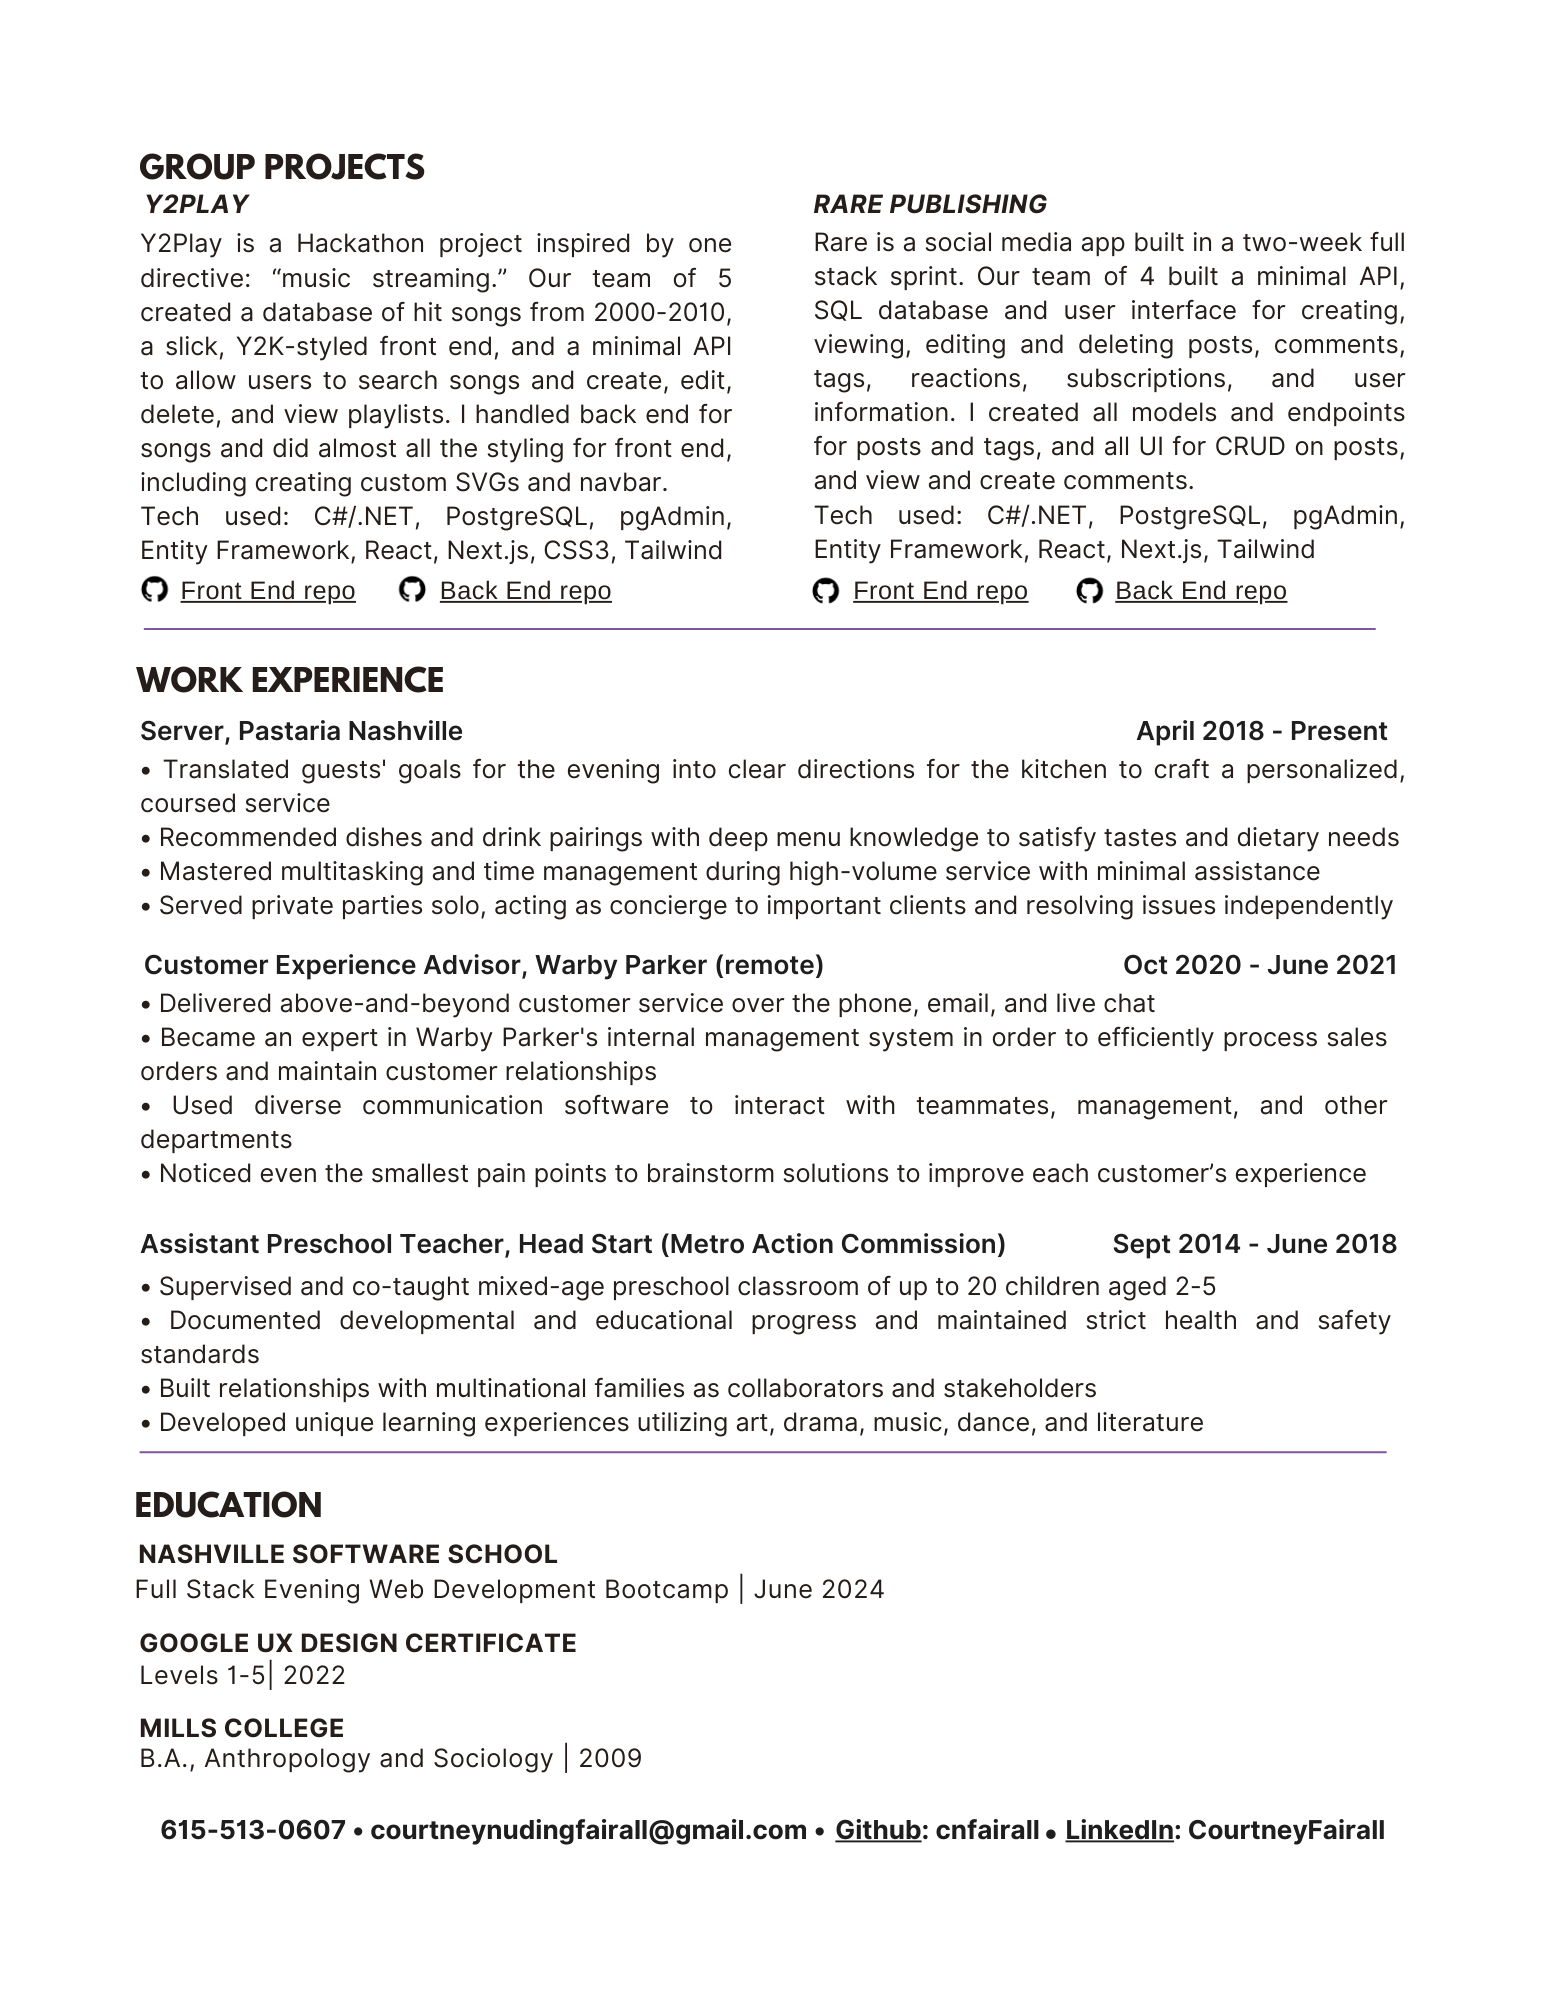 GROUP PROJECTS
Y2PLAY
Y2Play is a Hackathon project inspired by one
directive: “music streaming.” Our team of 5
created a database of hit songs from 2000-2010,
a slick, Y2K-styled front end, and a minimal API
to allow users to search songs and create, edit,
delete, and view playlists. I handled back end for
songs and did almost all the styling for front end,
including creating custom SVGs and navbar.
Tech used: C#/.NET, PostgreSQL, pgAdmin,
Entity Framework, React, Next.js, CSS3, Tailwind
Front End repo Back End repo
RARE PUBLISHING
Rare is a social media app built in a two-week full
stack sprint. Our team of 4 built a minimal API,
SQL database and user interface for creating,
viewing, editing and deleting posts, comments,
tags, reactions, subscriptions, and user
information. I created all models and endpoints
for posts and tags, and all UI for CRUD on posts,
and view and create comments.
Tech used: C#/.NET, PostgreSQL, pgAdmin,
Entity Framework, React, Next.js, Tailwind
Front End repo Back End repo
WORK EXPERIENCE
Server, Pastaria Nashville April 2018 - Present
• Translated guests' goals for the evening into clear directions for the kitchen to craft a personalized,
coursed service
• Recommended dishes and drink pairings with deep menu knowledge to satisfy tastes and dietary needs
• Mastered multitasking and time management during high-volume service with minimal assistance
• Served private parties solo, acting as concierge to important clients and resolving issues independently
Customer Experience Advisor, Warby Parker (remote) Oct 2020 - June 2021
• Delivered above-and-beyond customer service over the phone, email, and live chat
• Became an expert in Warby Parker's internal management system in order to efficiently process sales
orders and maintain customer relationships
• Used diverse communication software to interact with teammates, management, and other
departments
• Noticed even the smallest pain points to brainstorm solutions to improve each customer’s experience
Assistant Preschool Teacher, Head Start (Metro Action Commission) Sept 2014 - June 2018
• Supervised and co-taught mixed-age preschool classroom of up to 20 children aged 2-5
• Documented developmental and educational progress and maintained strict health and safety
standards
• Built relationships with multinational families as collaborators and stakeholders
• Developed unique learning experiences utilizing art, drama, music, dance, and literature
EDUCATION
NASHVILLE SOFTWARE SCHOOL
Full Stack Evening Web Development Bootcamp | June 2024
GOOGLE UX DESIGN CERTIFICATE
Levels 1-5| 2022
MILLS COLLEGE
B.A., Anthropology and Sociology | 2009
615-513-0607 • courtneynudingfairall@gmail.com • Github: cnfairall • LinkedIn: CourtneyFairall